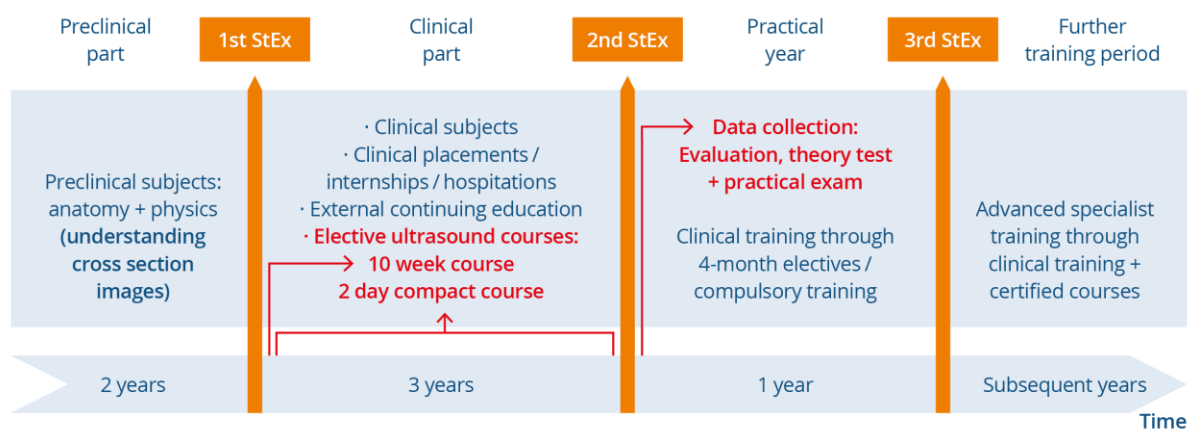 Preclinical
part
1st StEx
Clinical
part
2nd StEx
Practical
year
3rd StEx
Further
training period
Preclinical subjects:
anatomy + physics
(understanding
cross section
images)
· Clinical subjects
· Clinical placements /
internships / hospitations
· External continuing education
· Elective ultrasound courses:
10 week course
2 day compact course
Data collection:
Evaluation, theory test
+ practical exam
Clinical training through
4-month electives /
compulsory training
Advanced specialist
training through
clinical training +
certified courses
2 years
3 years
1 year
Subsequent years
Time